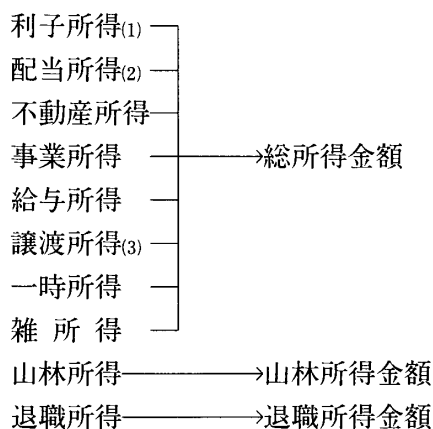 利子所得(1)
配当所得(2)
不動産所得
事業所得 → 総所得金額
給与所得
譲渡所得(3)
一時所得
雑所得
山林所得 → 山林所得金額
退職所得 → 退職所得金額